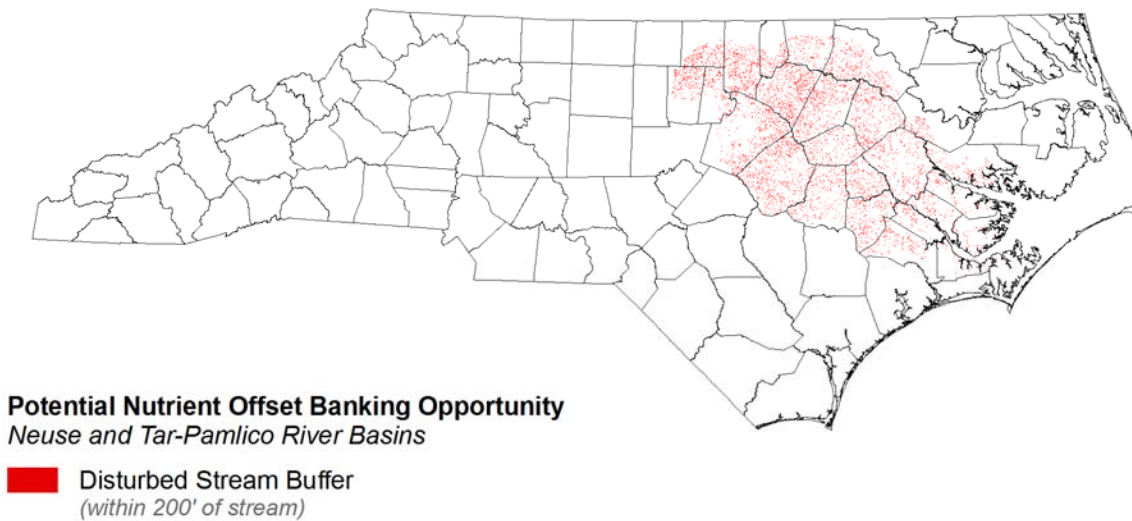 Potential Nutrient Offset Banking Opportunity
Neuse and Tar-Pamlico River Basins
Disturbed Stream Buffer
(within 200' of stream)